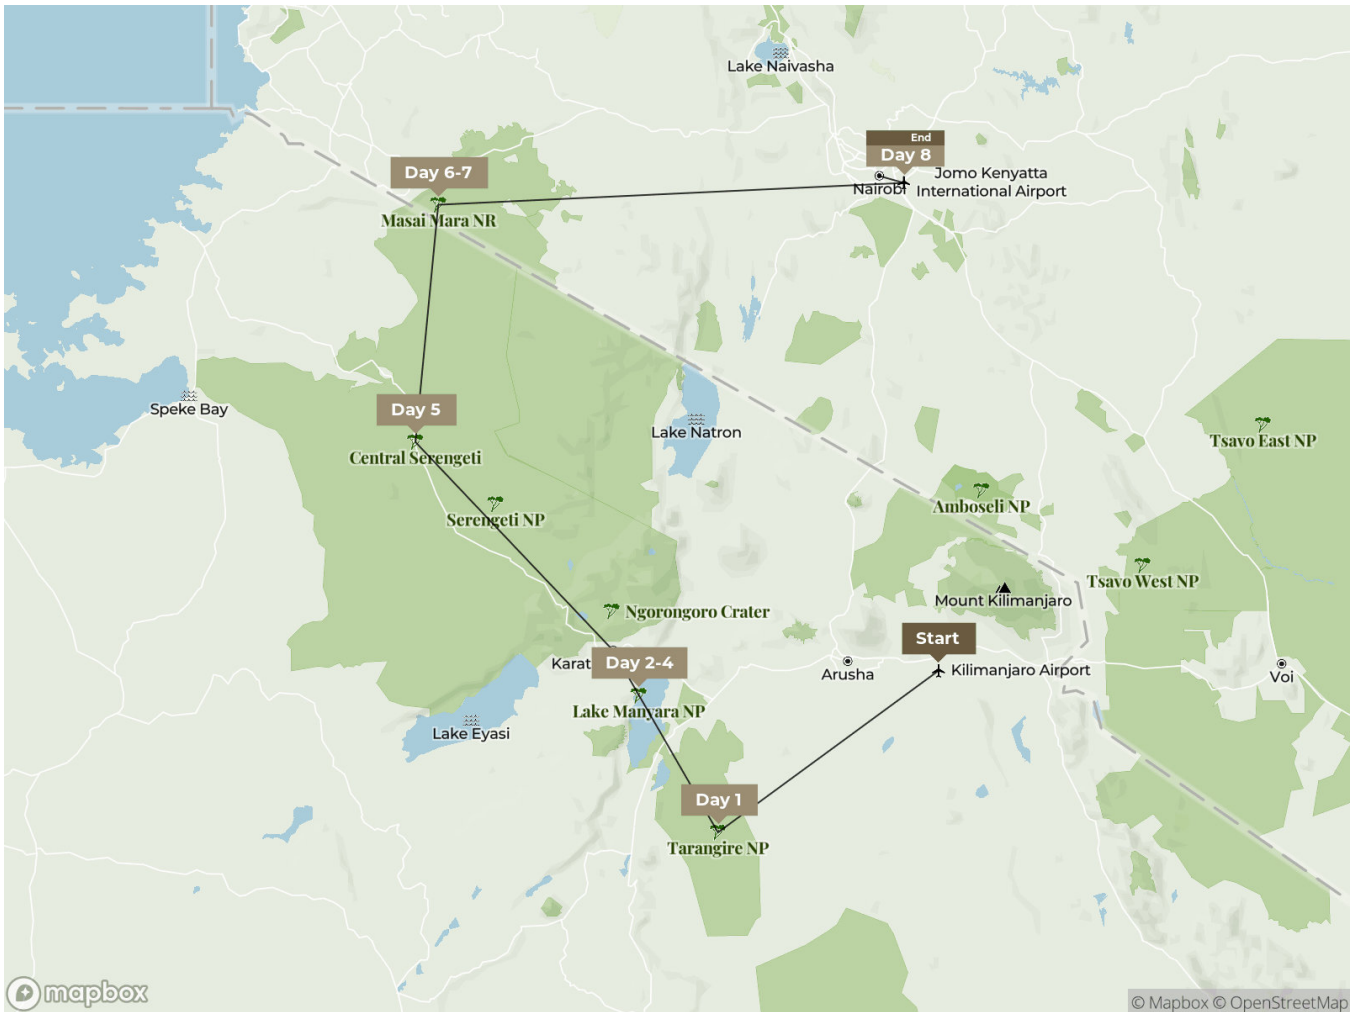 Lake Naivasha
End
Day 8
Jomo Kenyatta
International Airport
Nairobi
Day 6-7
Masai Mara NR
Speke Bay
Day 5
Central Serengeti
Lake Natron
Tsavo East NP
Serengeti NP
Amboseli NP
Tsavo West NP
Mount Kilimanjaro
Ngorongoro Crater
Start
Kilimanjaro Airport
Karat
Day 2-4
Arusha
Voi
Lake Manyara NP
Lake Eyasi
Day 1
Tarangire NP
mapbox
© Mapbox © OpenStreetMap